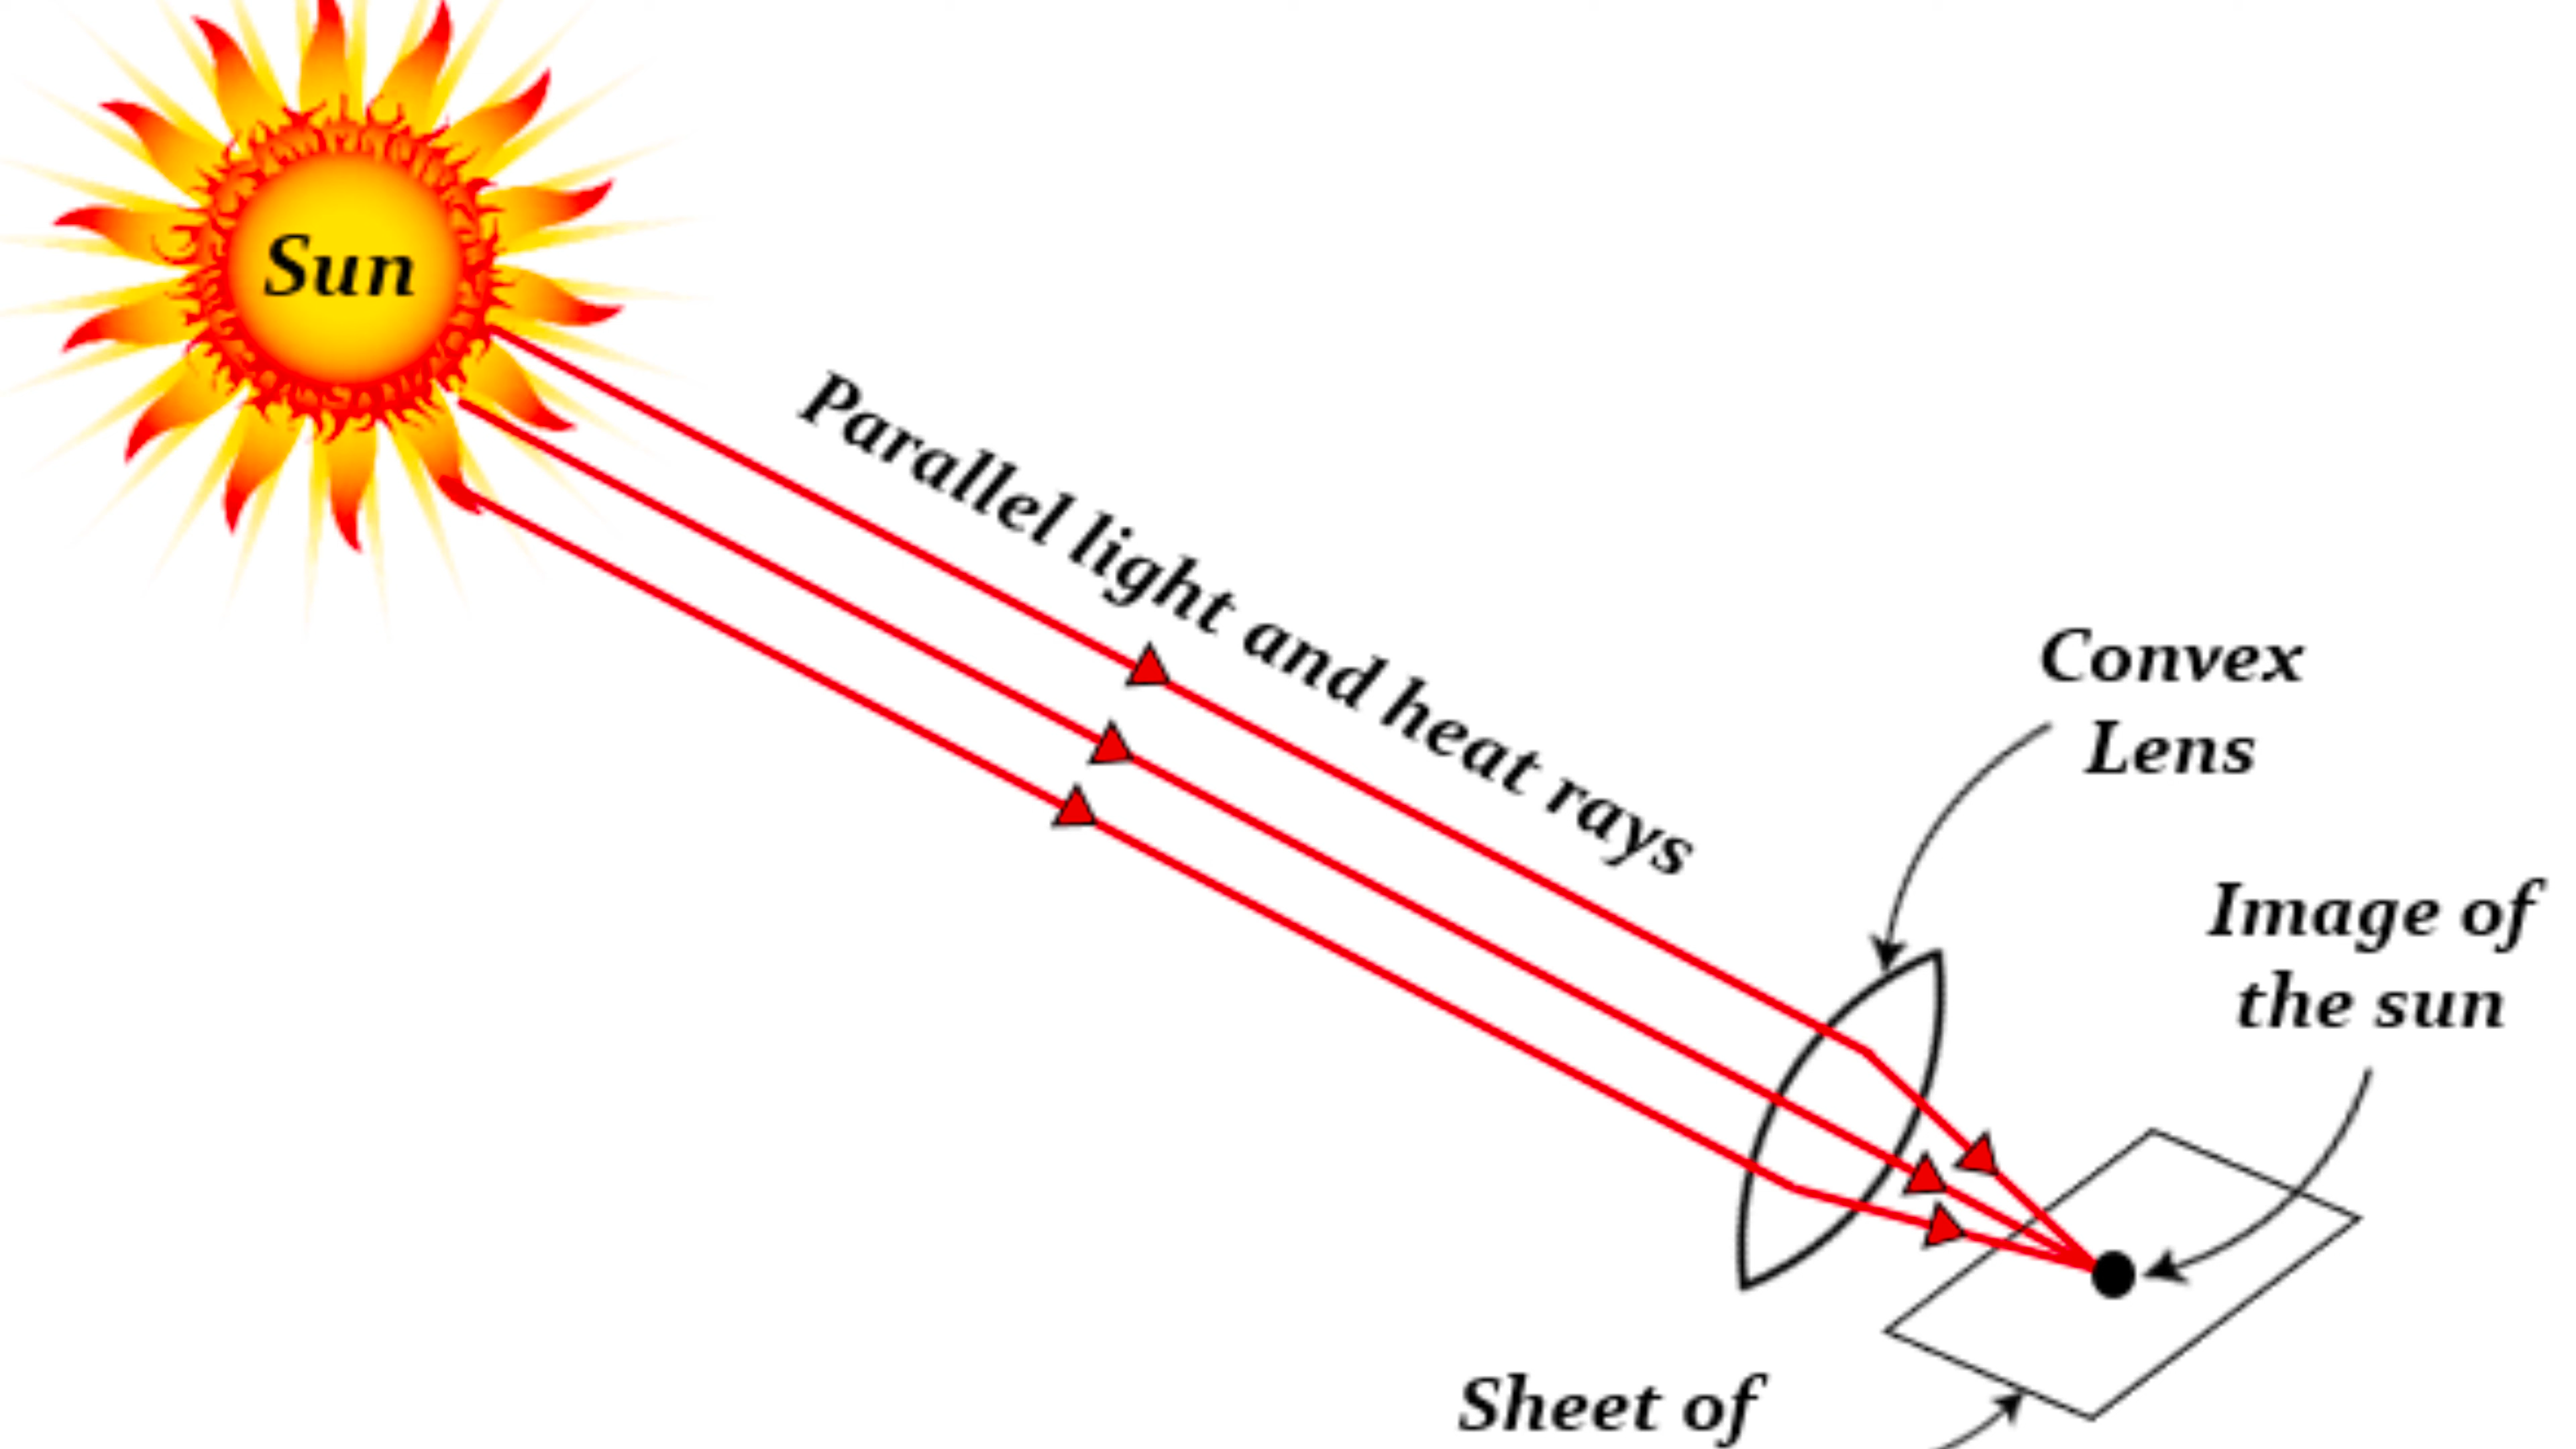 Sun
Parallel light and heat rays
Convex
Lens
Image of
the sun
Sheet of